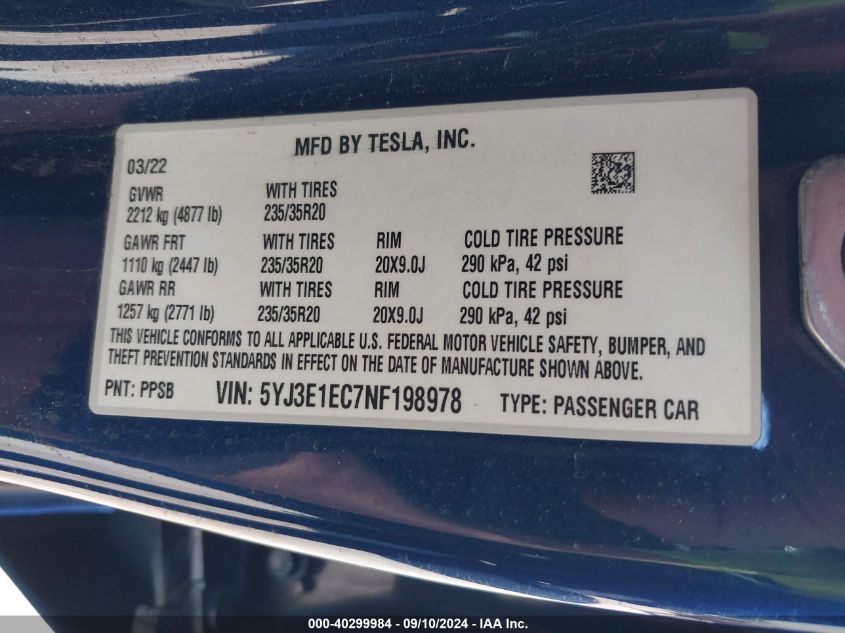 MFD BY TESLA, INC.
03/22
GVWR WITH TIRES
2212 kg (4877 lb) 235/35R20
GAWR FRT WITH TIRES RIM COLD TIRE PRESSURE
1110 kg (2447 lb) 235/35R20 20X9.0J 290 kPa, 42 psi
GAWR RR WITH TIRES RIM COLD TIRE PRESSURE
1257 kg (2771 lb) 235/35R20 20X9.0J 290 kPa, 42 psi
THIS VEHICLE CONFORMS TO ALL APPLICABLE U.S. FEDERAL MOTOR VEHICLE SAFETY, BUMPER, AND
THEFT PREVENTION STANDARDS IN EFFECT ON THE DATE OF MANUFACTURE SHOWN ABOVE.
PNT: PPSB VIN: 5YJ3E1EC7NF198978 TYPE: PASSENGER CAR
000-40299984 - 09/10/2024 - IAA Inc.